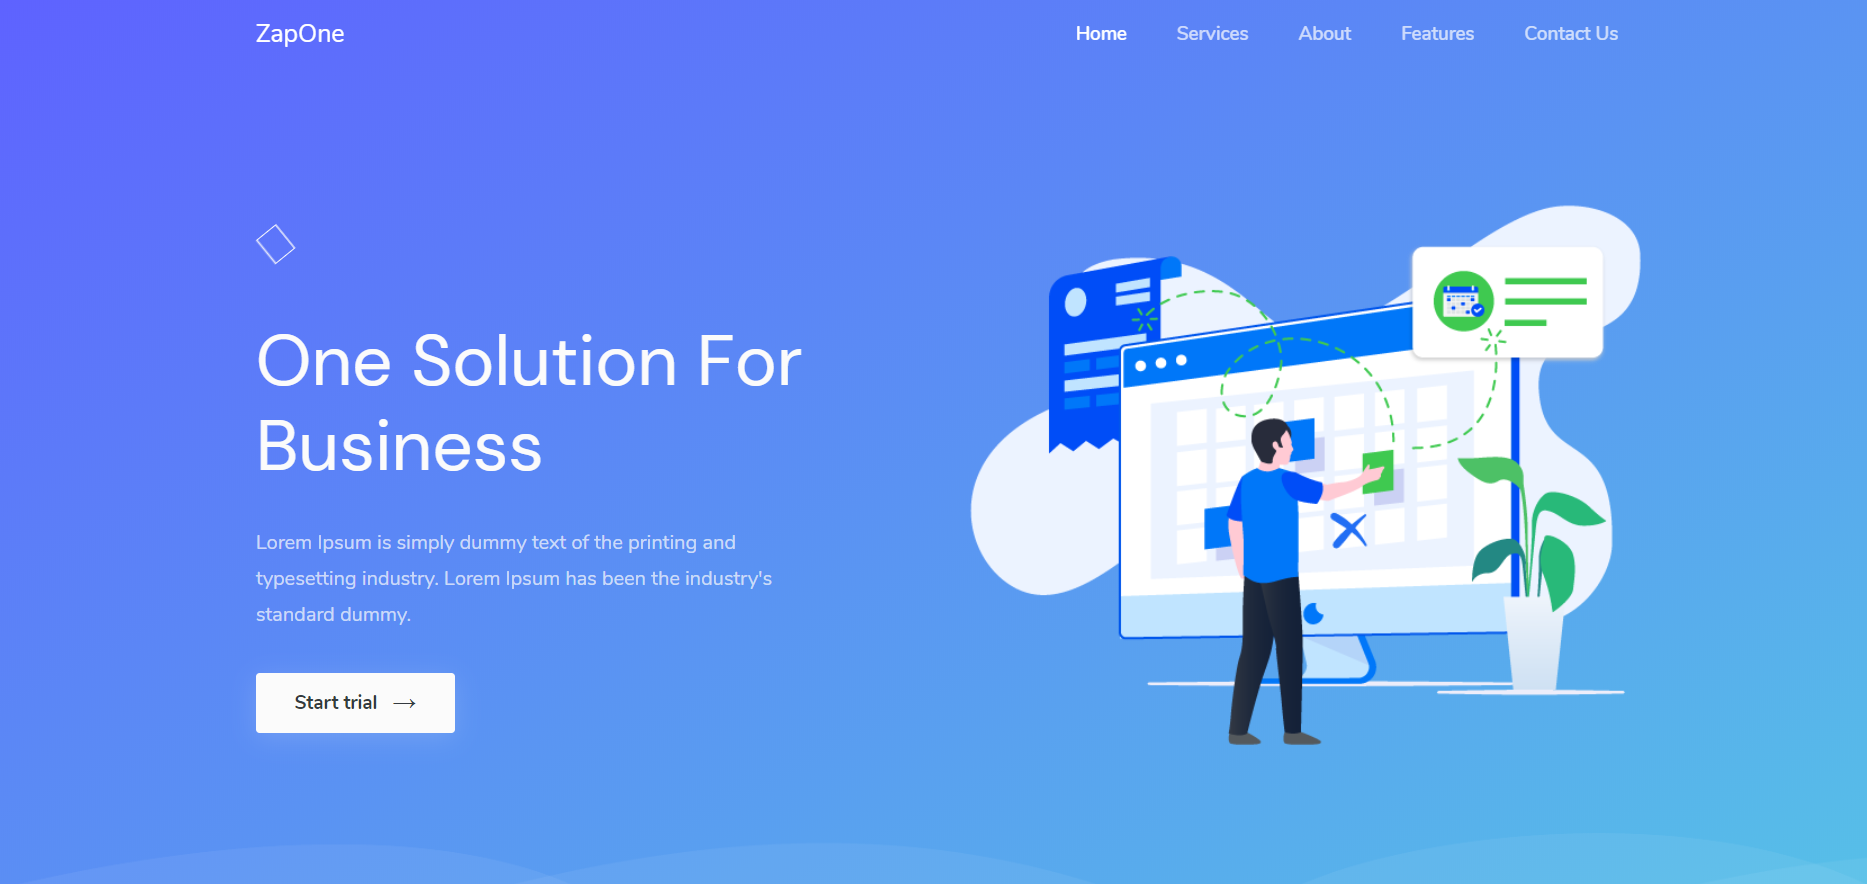 ZapOne
Home Services About Features Contact Us
One Solution For
Business
Lorem Ipsum is simply dummy text of the printing and
typesetting industry. Lorem Ipsum has been the industry's
standard dummy.
Start trial →